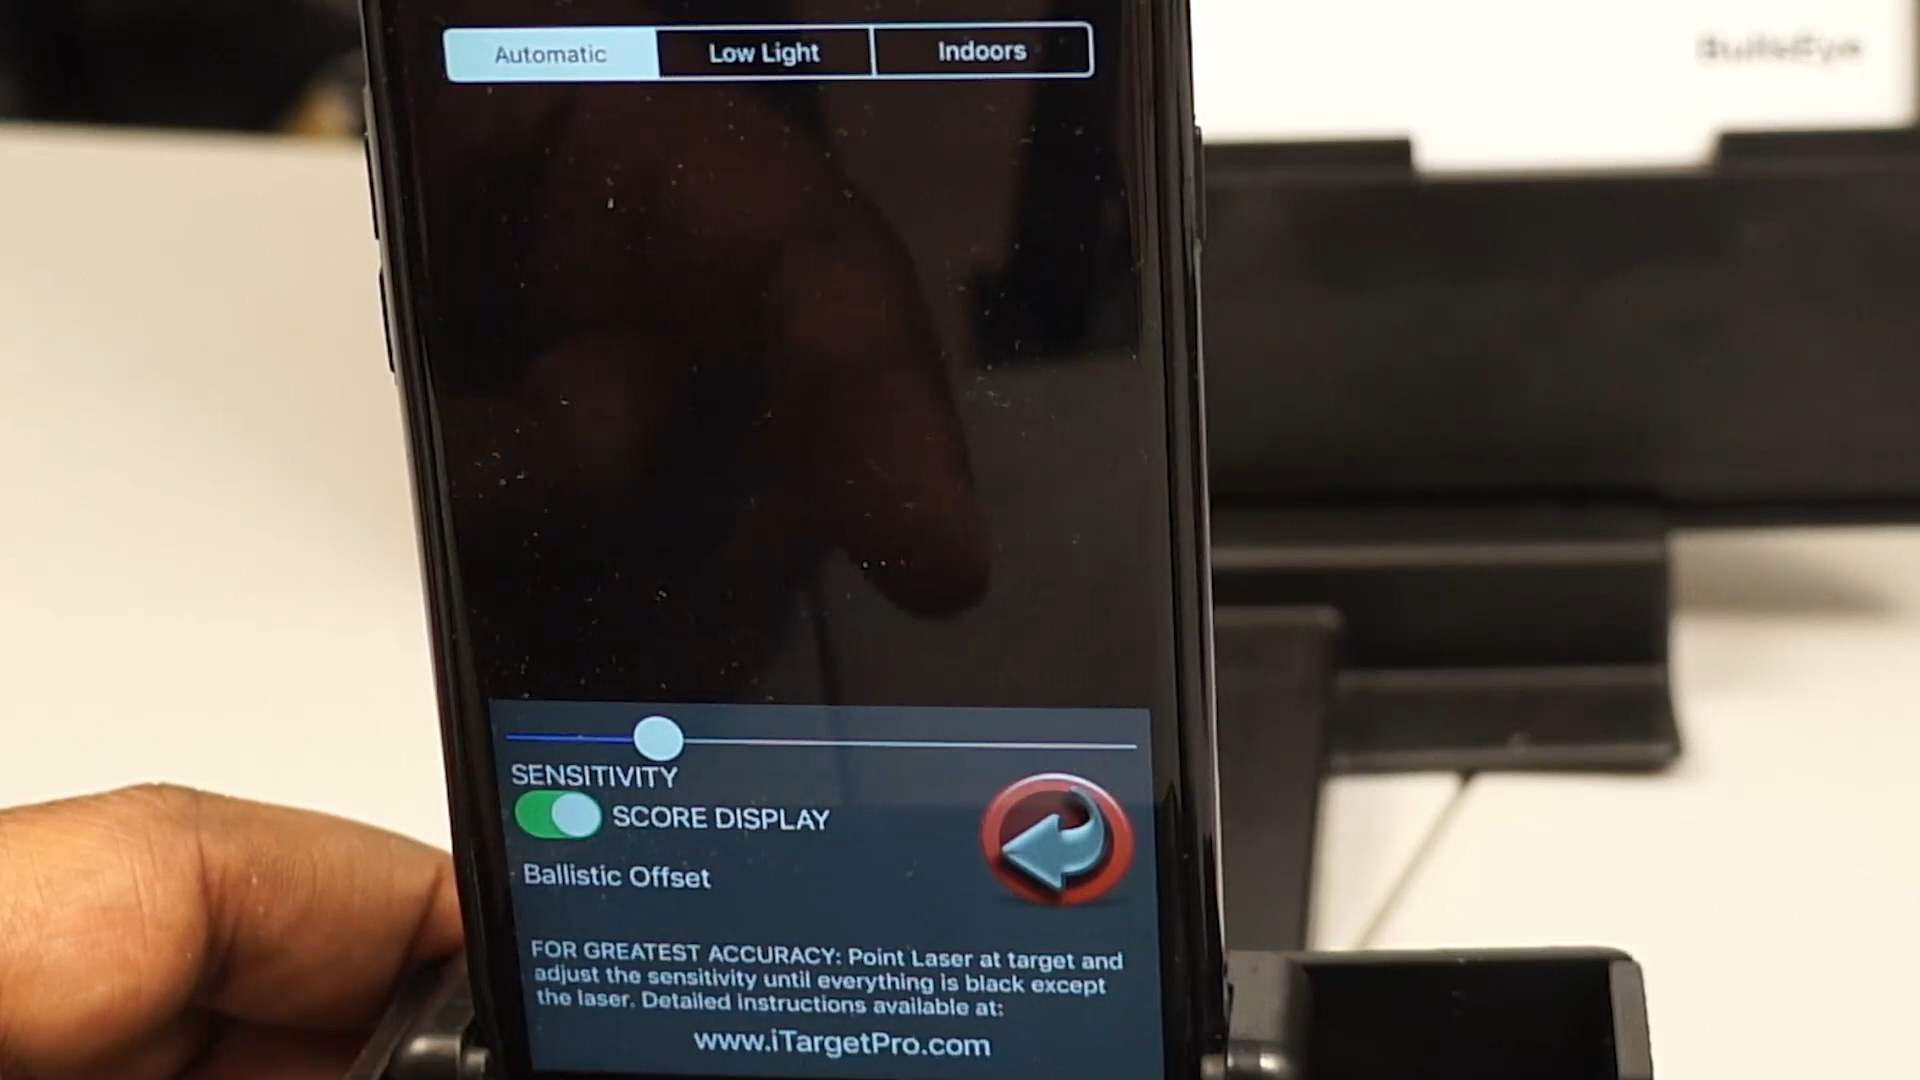 Automatic
Low Light
Indoors
BullsEye
SENSITIVITY
SCORE DISPLAY
Ballistic Offset
FOR GREATEST ACCURACY: Point Laser at target and
adjust the sensitivity until everything is black except
the laser. Detailed instructions available at:
www.iTargetPro.com